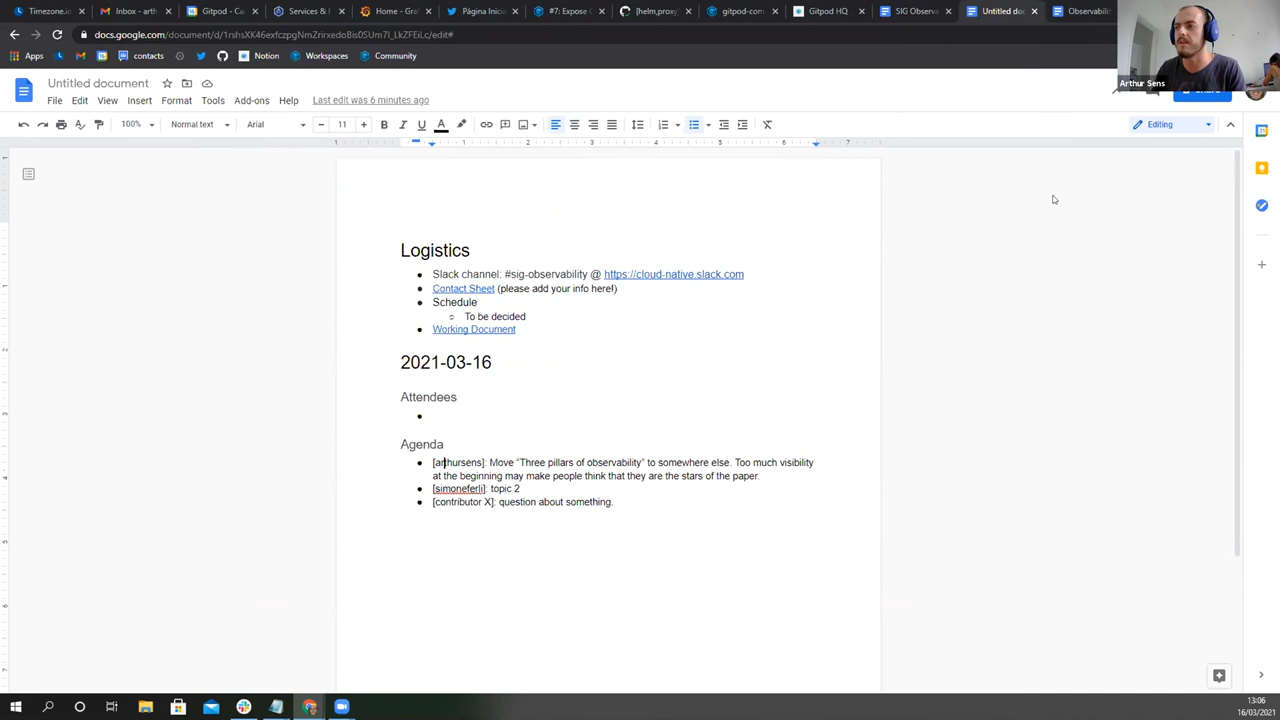 Timezone.io
Inbox - arth
Gitpod - Ca
Services & I
Home - Grafa
Página Inicia
#7: Expose G
[helm,proxy]
gitpod-com
Gitpod HQ
SIG Observa
Untitled doc
Observabilit
docs.google.com/document/d/1rshsXK46exfczpgNmZrirxedoBis0SUm7I_LkZFEiLc/edit#
Apps
contacts
Notion
Workspaces
Community
Arthur Sens
Untitled document
File Edit View Insert Format Tools Add-ons Help Last edit was 6 minutes ago
100% Normal text Arial 11
Editing
Logistics
Slack channel: #sig-observability @ https://cloud-native.slack.com
Contact Sheet (please add your info here!)
Schedule
To be decided
Working Document
2021-03-16
Attendees
Agenda
[arthursens]: Move “Three pillars of observability” to somewhere else. Too much visibility
at the beginning may make people think that they are the stars of the paper.
[simoneferli]: topic 2
[contributor X]: question about something.
13:06
16/03/2021